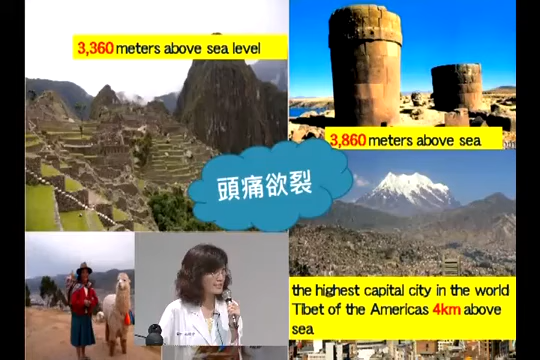 3,360 meters above sea level
3,860 meters above sea
頭痛欲裂
the highest capital city in the world
Tibet of the Americas 4km above
sea